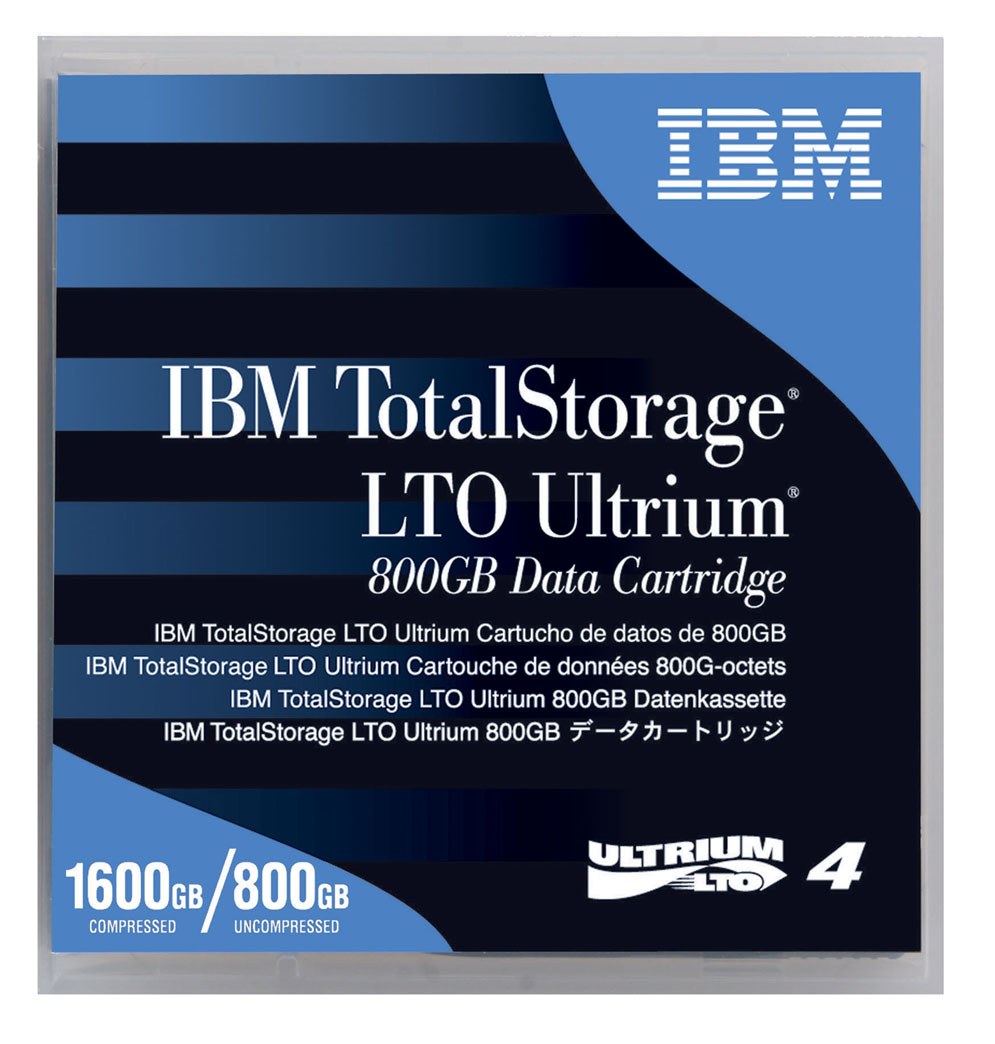 IBM
IBM TotalStorage®
LTO Ultrium®
800GB Data Cartridge
IBM TotalStorage LTO Ultrium Cartucho de datos de 800GB
IBM TotalStorage LTO Ultrium Cartouche de données 800G-octets
IBM TotalStorage LTO Ultrium 800GB Datenkassette
IBM TotalStorage LTO Ultrium 800GB データカートリッジ
ULTRIUM
LTO 4
1600GB/800GB
COMPRESSED UNCOMPRESSED